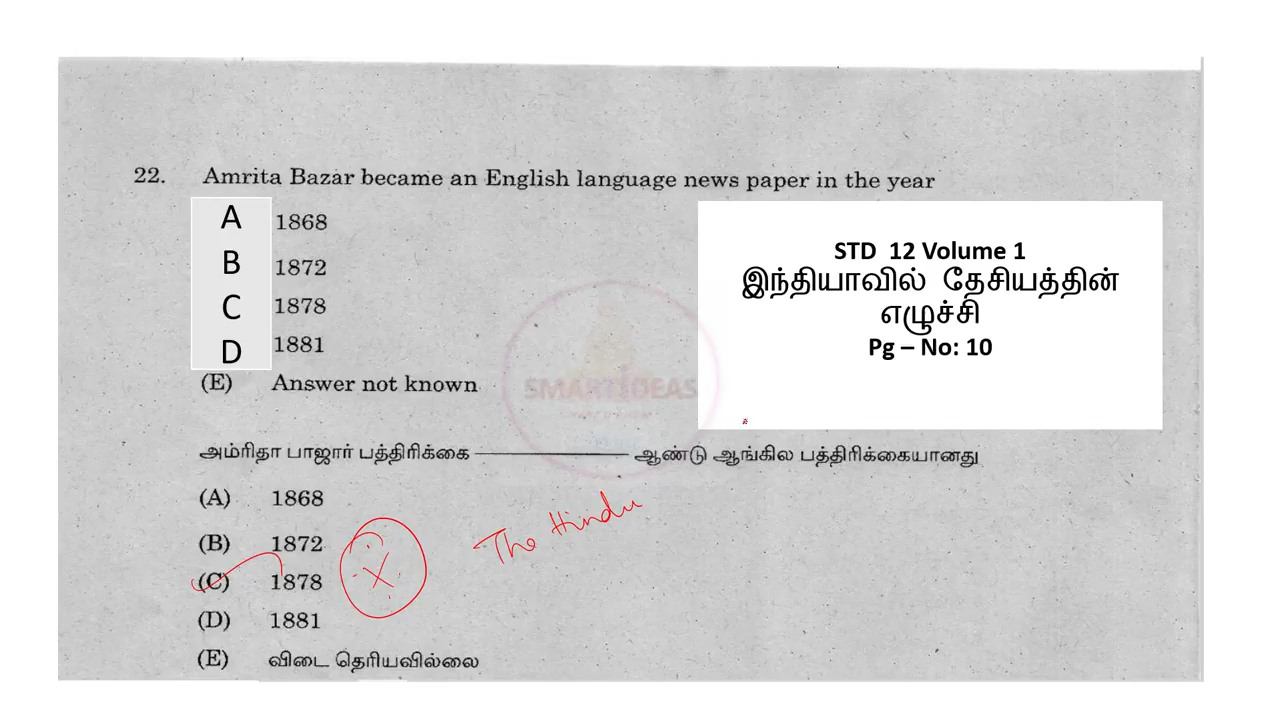 22. Amrita Bazar became an English language news paper in the year
A 1868
B 1872
C 1878
D 1881
(E) Answer not known
STD 12 Volume 1
இந்தியாவில் தேசியத்தின்
எழுச்சி
Pg – No: 10
SMART IDEAS
அம்ரிதா பாஜார் பத்திரிக்கை ————— ஆண்டு ஆங்கில பத்திரிக்கையானது
(A) 1868
(B) 1872
(C) 1878
(D) 1881
(E) விடை தெரியவில்லை
The Hindu
X